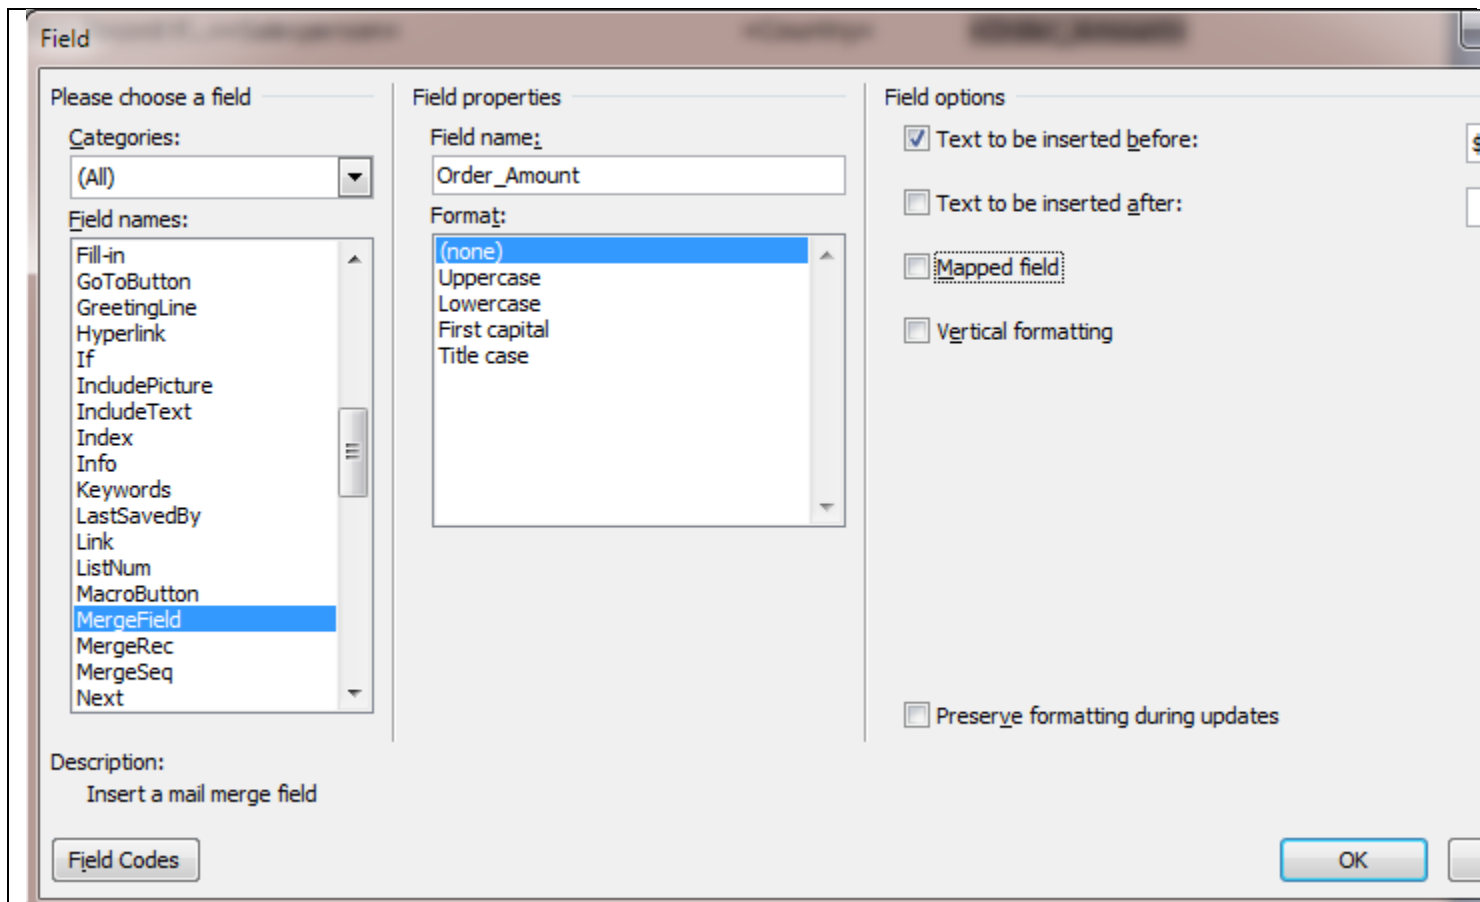 Field
Please choose a field
Categories:
(All)
Field names:
Fill-in
GoToButton
GreetingLine
Hyperlink
If
IncludePicture
IncludeText
Index
Info
Keywords
LastSavedBy
Link
ListNum
MacroButton
MergeField
MergeRec
MergeSeq
Next
Field properties
Field name:
Order_Amount
Format:
(none)
Uppercase
Lowercase
First capital
Title case
Field options
Text to be inserted before:
$
Text to be inserted after:
Mapped field
Vertical formatting
Preserve formatting during updates
Description:
Insert a mail merge field
Field Codes
OK